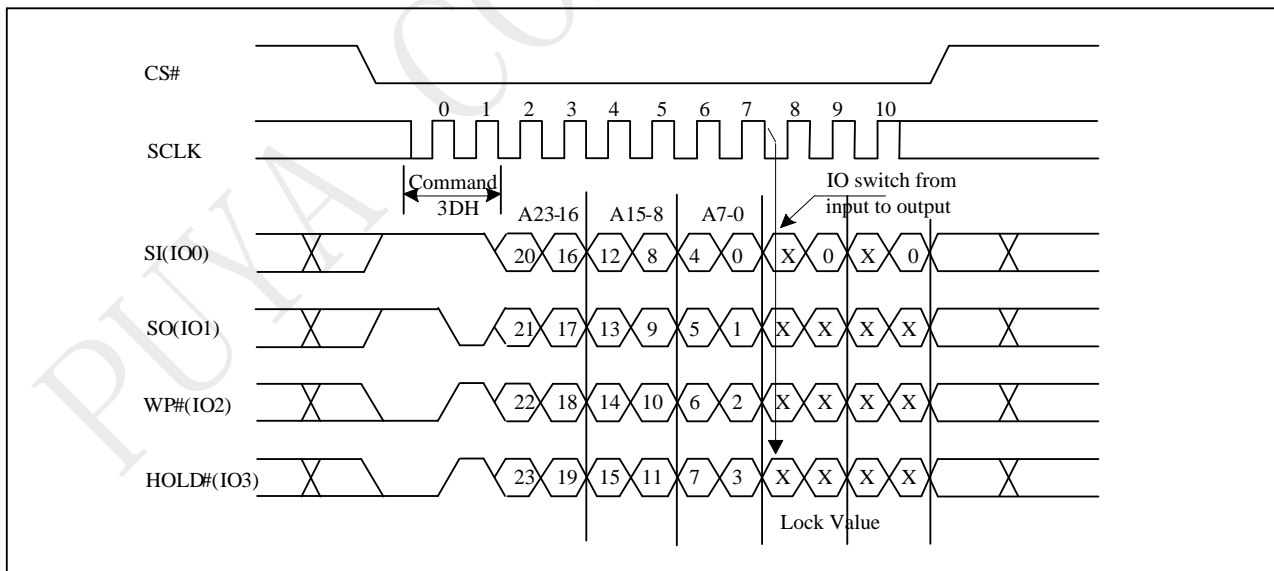 CS#
0 1 2 3 4 5 6 7 8 9 10
SCLK
Command
3DH
IO switch from
input to output
A23-16 A15-8 A7-0
SI(IO0) 20 16 12 8 4 0 X 0 X 0
SO(IO1) 21 17 13 9 5 1 X X X X
WP#(IO2) 22 18 14 10 6 2 X X X X
HOLD#(IO3) 23 19 15 11 7 3 X X X X
Lock Value
PUYA